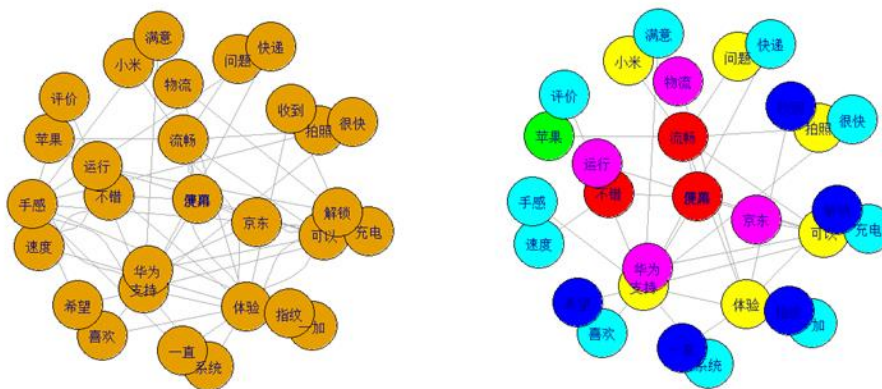 满意
小米
问题
快递
物流
评价
苹果
收到
拍照
很快
流畅
运行
不错
手感
速度
京东
解锁
可以
充电
华为
支持
体验
指纹
一加
希望
喜欢
一直
系统
满意
小米
问题
快递
物流
评价
苹果
拍照
很快
流畅
运行
不错
手感
速度
京东
可以
充电
华为
支持
体验
加
希望
喜欢
一直
系统